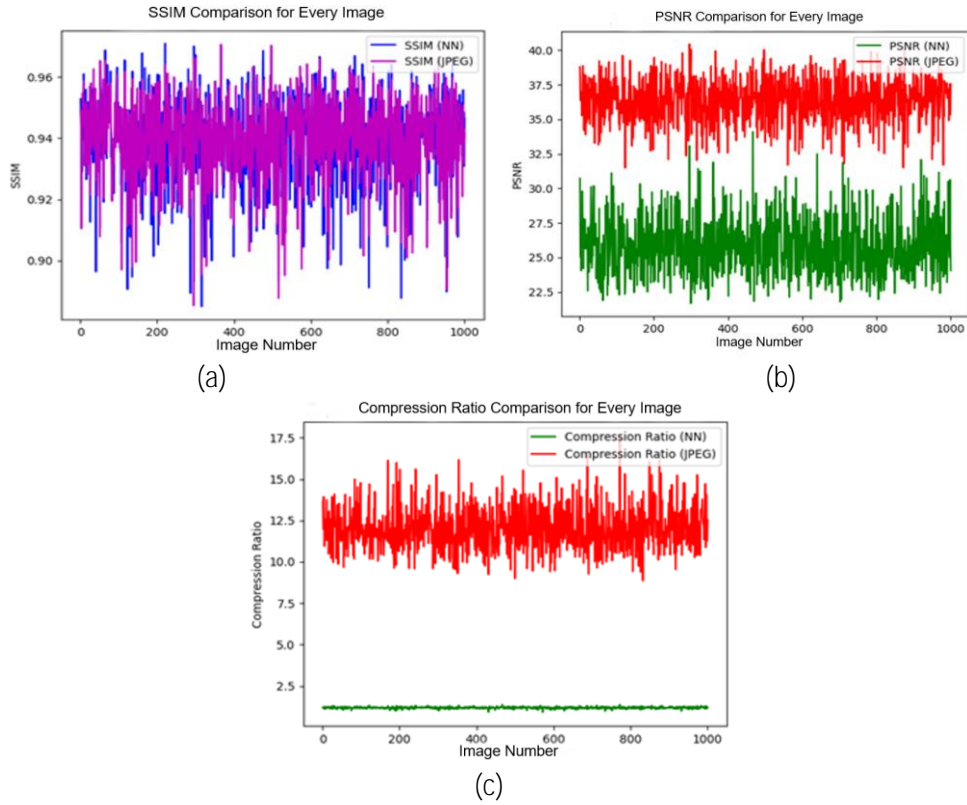 SSIM Comparison for Every Image
SSIM (NN)
SSIM (JPEG)
0.96
0.94
0.92
0.90
SSIM
0 200 400 600 800 1000
Image Number
(a)
PSNR Comparison for Every Image
PSNR (NN)
PSNR (JPEG)
40.0
37.5
35.0
32.5
30.0
27.5
25.0
22.5
PSNR
0 200 400 600 800 1000
Image Number
(b)
Compression Ratio Comparison for Every Image
Compression Ratio (NN)
Compression Ratio (JPEG)
17.5
15.0
12.5
10.0
7.5
5.0
2.5
Compression Ratio
0 200 400 600 800 1000
Image Number
(c)